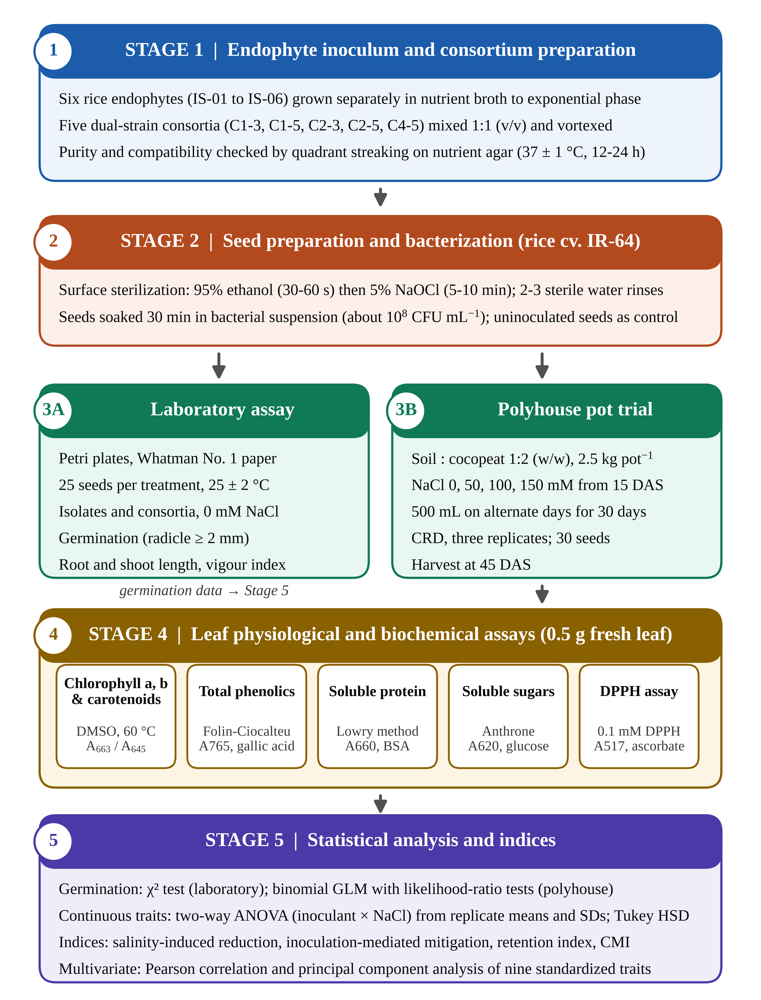 1
STAGE 1 | Endophyte inoculum and consortium preparation
Six rice endophytes (IS-01 to IS-06) grown separately in nutrient broth to exponential phase
Five dual-strain consortia (C1-3, C1-5, C2-3, C2-5, C4-5) mixed 1:1 (v/v) and vortexed
Purity and compatibility checked by quadrant streaking on nutrient agar (37 ± 1 °C, 12-24 h)
2
STAGE 2 | Seed preparation and bacterization (rice cv. IR-64)
Surface sterilization: 95% ethanol (30-60 s) then 5% NaOCl (5-10 min); 2-3 sterile water rinses
Seeds soaked 30 min in bacterial suspension (about 10⁸ CFU mL⁻¹); uninoculated seeds as control
3A
Laboratory assay
Petri plates, Whatman No. 1 paper
25 seeds per treatment, 25 ± 2 °C
Isolates and consortia, 0 mM NaCl
Germination (radicle ≥ 2 mm)
Root and shoot length, vigour index
germination data → Stage 5
3B
Polyhouse pot trial
Soil : cocopeat 1:2 (w/w), 2.5 kg pot⁻¹
NaCl 0, 50, 100, 150 mM from 15 DAS
500 mL on alternate days for 30 days
CRD, three replicates; 30 seeds
Harvest at 45 DAS
4
STAGE 4 | Leaf physiological and biochemical assays (0.5 g fresh leaf)
Chlorophyll a, b
& carotenoids
DMSO, 60 °C
A₆₆₃ / A₆₄₅
Total phenolics
Folin-Ciocalteu
A765, gallic acid
Soluble protein
Lowry method
A660, BSA
Soluble sugars
Anthrone
A620, glucose
DPPH assay
0.1 mM DPPH
A517, ascorbate
5
STAGE 5 | Statistical analysis and indices
Germination: χ² test (laboratory); binomial GLM with likelihood-ratio tests (polyhouse)
Continuous traits: two-way ANOVA (inoculant × NaCl) from replicate means and SDs; Tukey HSD
Indices: salinity-induced reduction, inoculation-mediated mitigation, retention index, CMI
Multivariate: Pearson correlation and principal component analysis of nine standardized traits